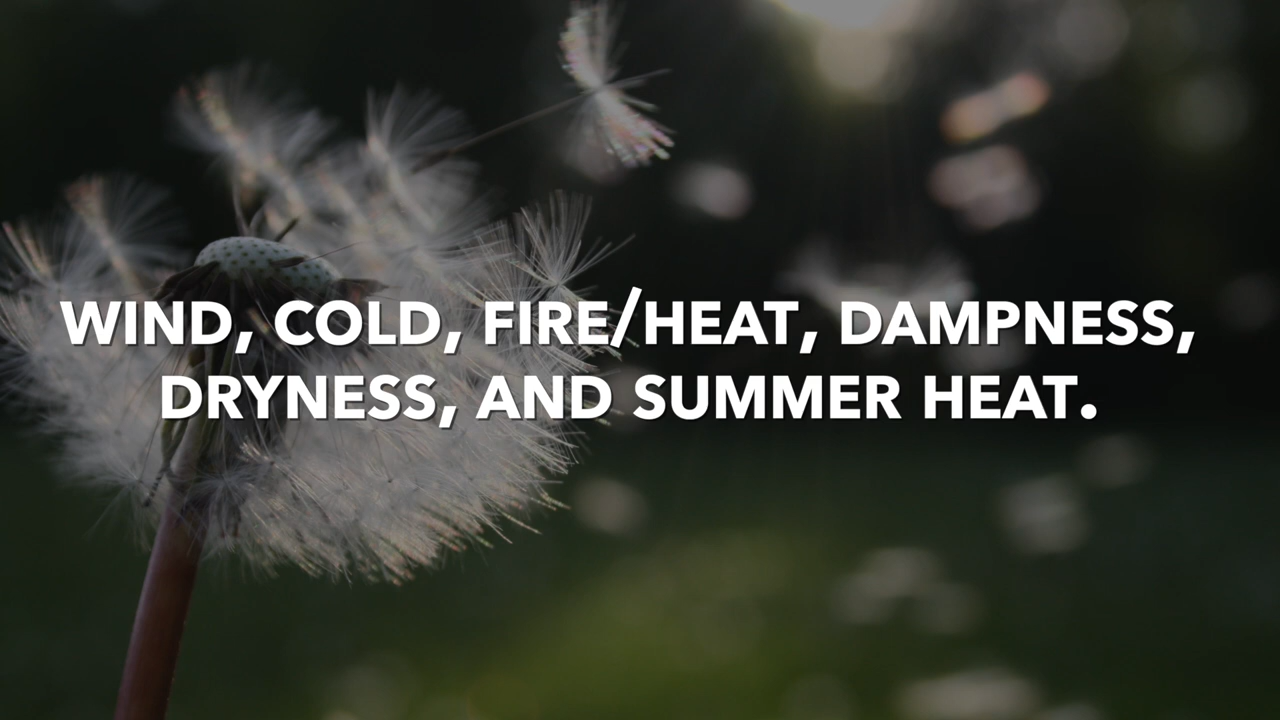 WIND, COLD, FIRE/HEAT, DAMPNESS,
DRYNESS, AND SUMMER HEAT.